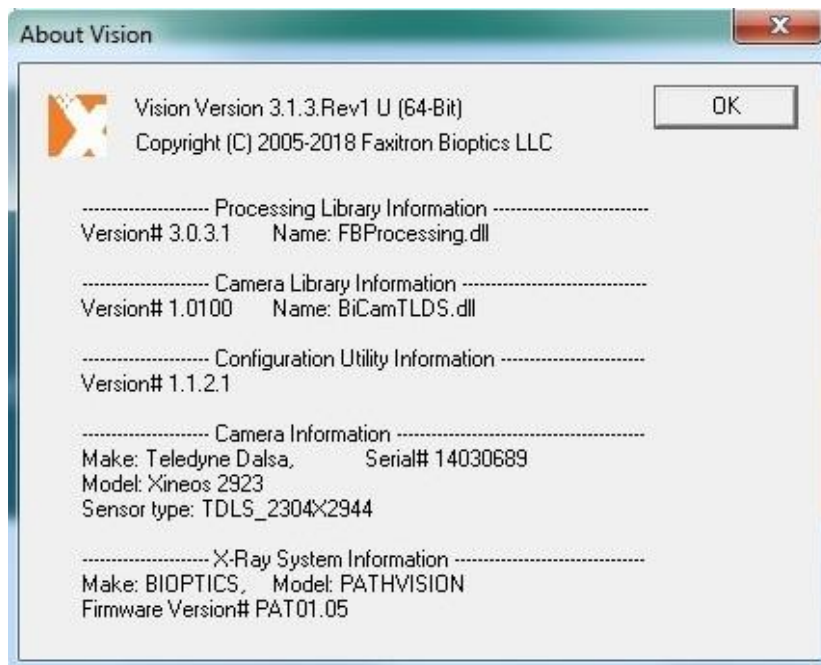 About Vision
Vision Version 3.1.3.Rev1 U (64-Bit)
OK
Copyright (C) 2005-2018 Faxitron Bioptics LLC
-------------------- Processing Library Information ------------------------
Version# 3.0.3.1 Name: FBProcessing.dll
-------------------- Camera Library Information -----------------------------
Version# 1.0100 Name: BiCamTLDS.dll
-------------------- Configuration Utility Information ----------------------
Version# 1.1.2.1
-------------------- Camera Information ---------------------------------------
Make: Teledyne Dalsa, Serial# 14030689
Model: Xineos 2923
Sensor type: TDLS_2304X2944
-------------------- X-Ray System Information ------------------------------
Make: BIOPTICS, Model: PATHVISION
Firmware Version# PAT01.05